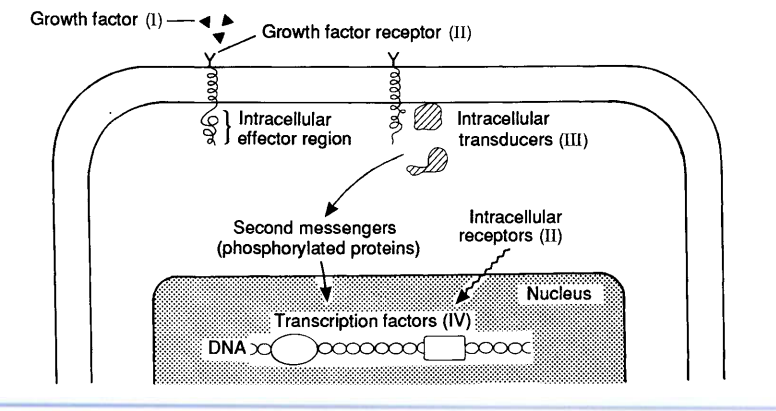 Growth factor (I)
Growth factor receptor (II)
Intracellular
effector region
Intracellular
transducers (III)
Second messengers
(phosphorylated proteins)
Intracellular
receptors (II)
Nucleus
Transcription factors (IV)
DNA